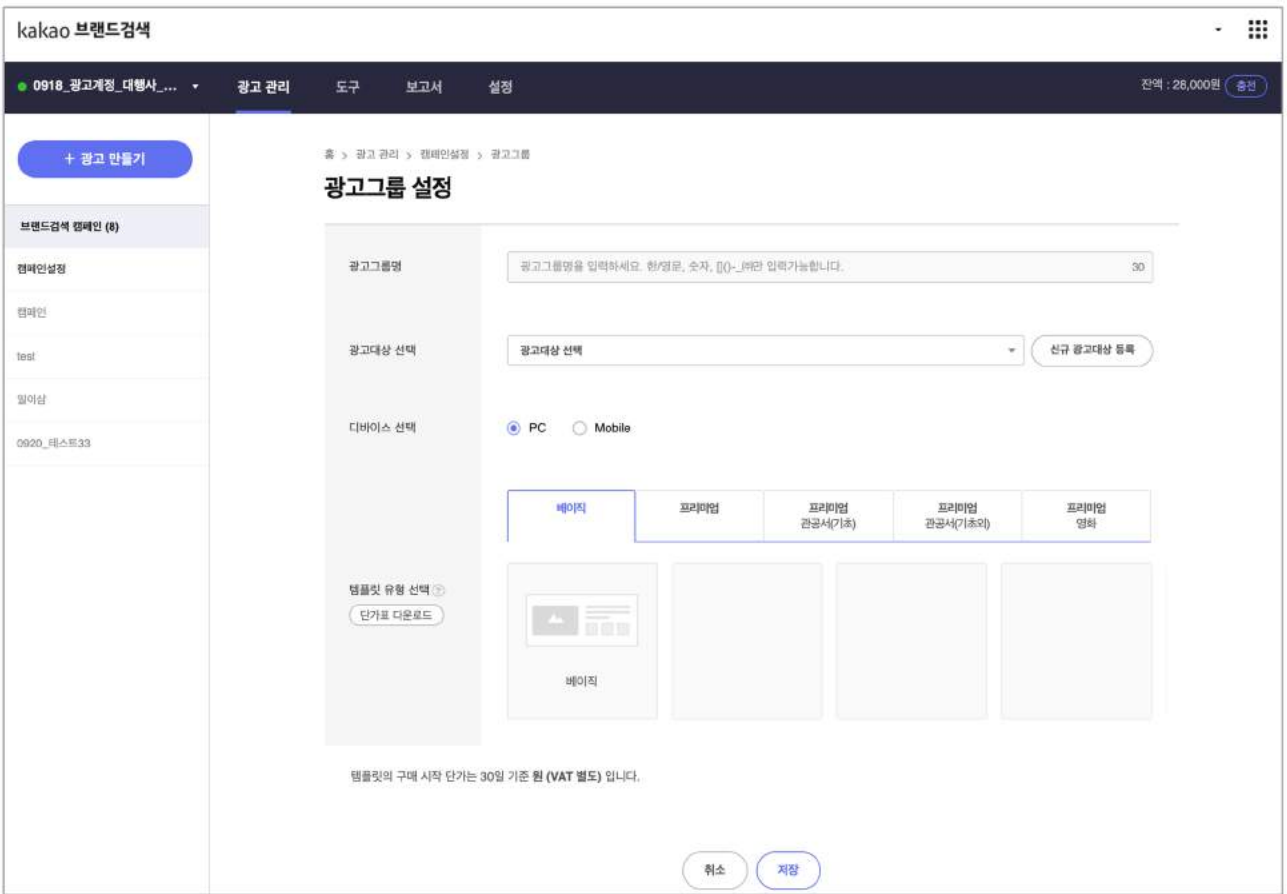 kakao 브랜드검색
0918_광고계정_대행사_...
광고 관리
도구
보고서
설정
잔액 : 28,000원
충전
+ 광고 만들기
브랜드검색 캠페인 (8)
캠페인설정
캠페인
test
일이삼
0920_테스트33
홈 > 광고 관리 > 캠페인설정 > 광고그룹
광고그룹 설정
광고그룹명
광고그룹명을 입력하세요. 한/영문, 숫자, []()-_/만 입력가능합니다.
30
광고대상 선택
광고대상 선택
신규 광고대상 등록
디바이스 선택
PC
Mobile
베이직
프리미엄
프리미엄
관공서(기초)
프리미엄
관공서(기초외)
프리미엄
영화
템플릿 유형 선택 ?
단가표 다운로드
베이직
템플릿의 구매 시작 단가는 30일 기준 원 (VAT 별도) 입니다.
취소
저장